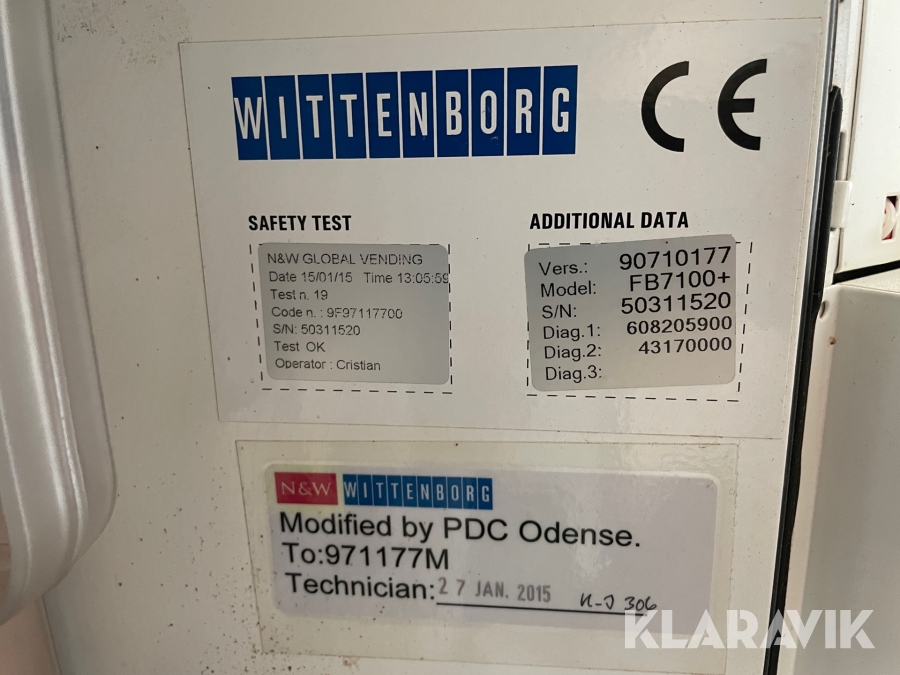 WITTENBORG CE
SAFETY TEST
N&W GLOBAL VENDING
Date 15/01/15 Time 13:05:59
Test n. 19
Code n. : 9F97117700
S/N: 50311520
Test OK
Operator : Cristian
ADDITIONAL DATA
Vers.: 90710177
Model: FB7100+
S/N: 50311520
Diag.1: 608205900
Diag.2: 43170000
Diag.3:
N&W WITTENBORG
Modified by PDC Odense.
To:971177M
Technician: 27 JAN. 2015 306
KLARAVIK